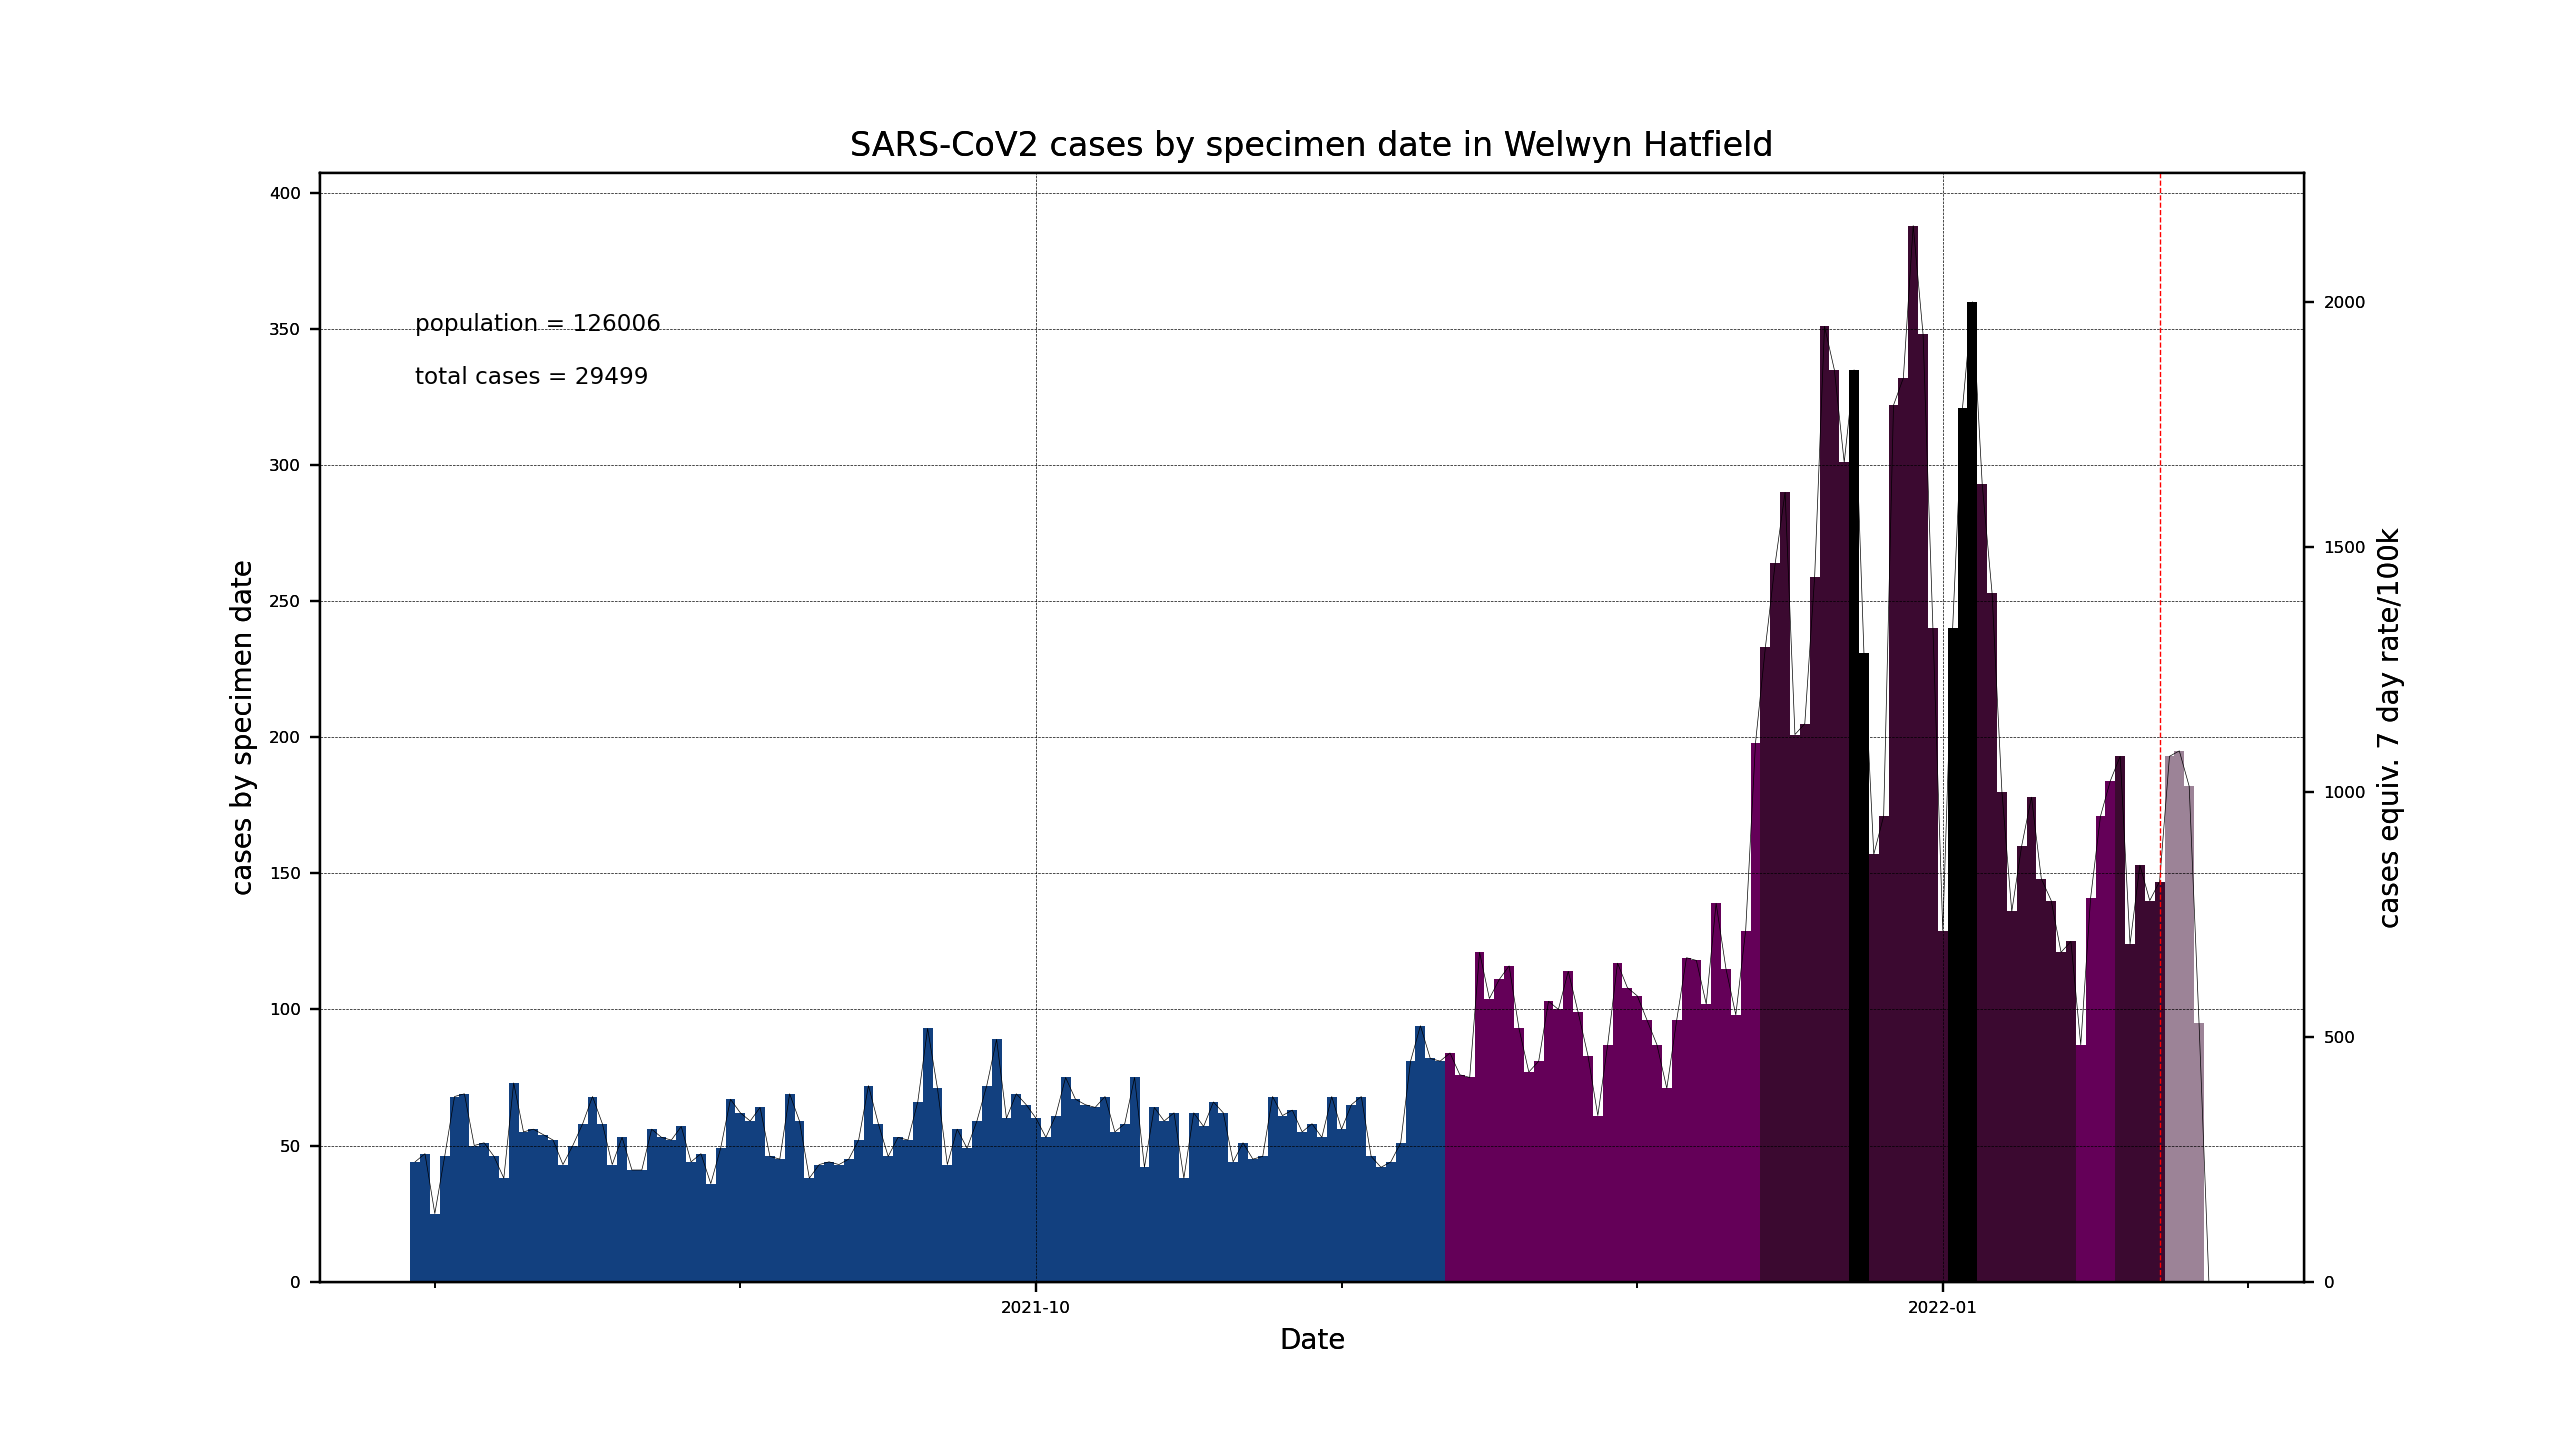 SARS-CoV2 cases by specimen date in Welwyn Hatfield
400
350
300
250
200
150
100
50
0
cases by specimen date
population = 126006
total cases = 29499
2000
1500
1000
500
0
cases equiv. 7 day rate/100k
2021-10
2022-01
Date